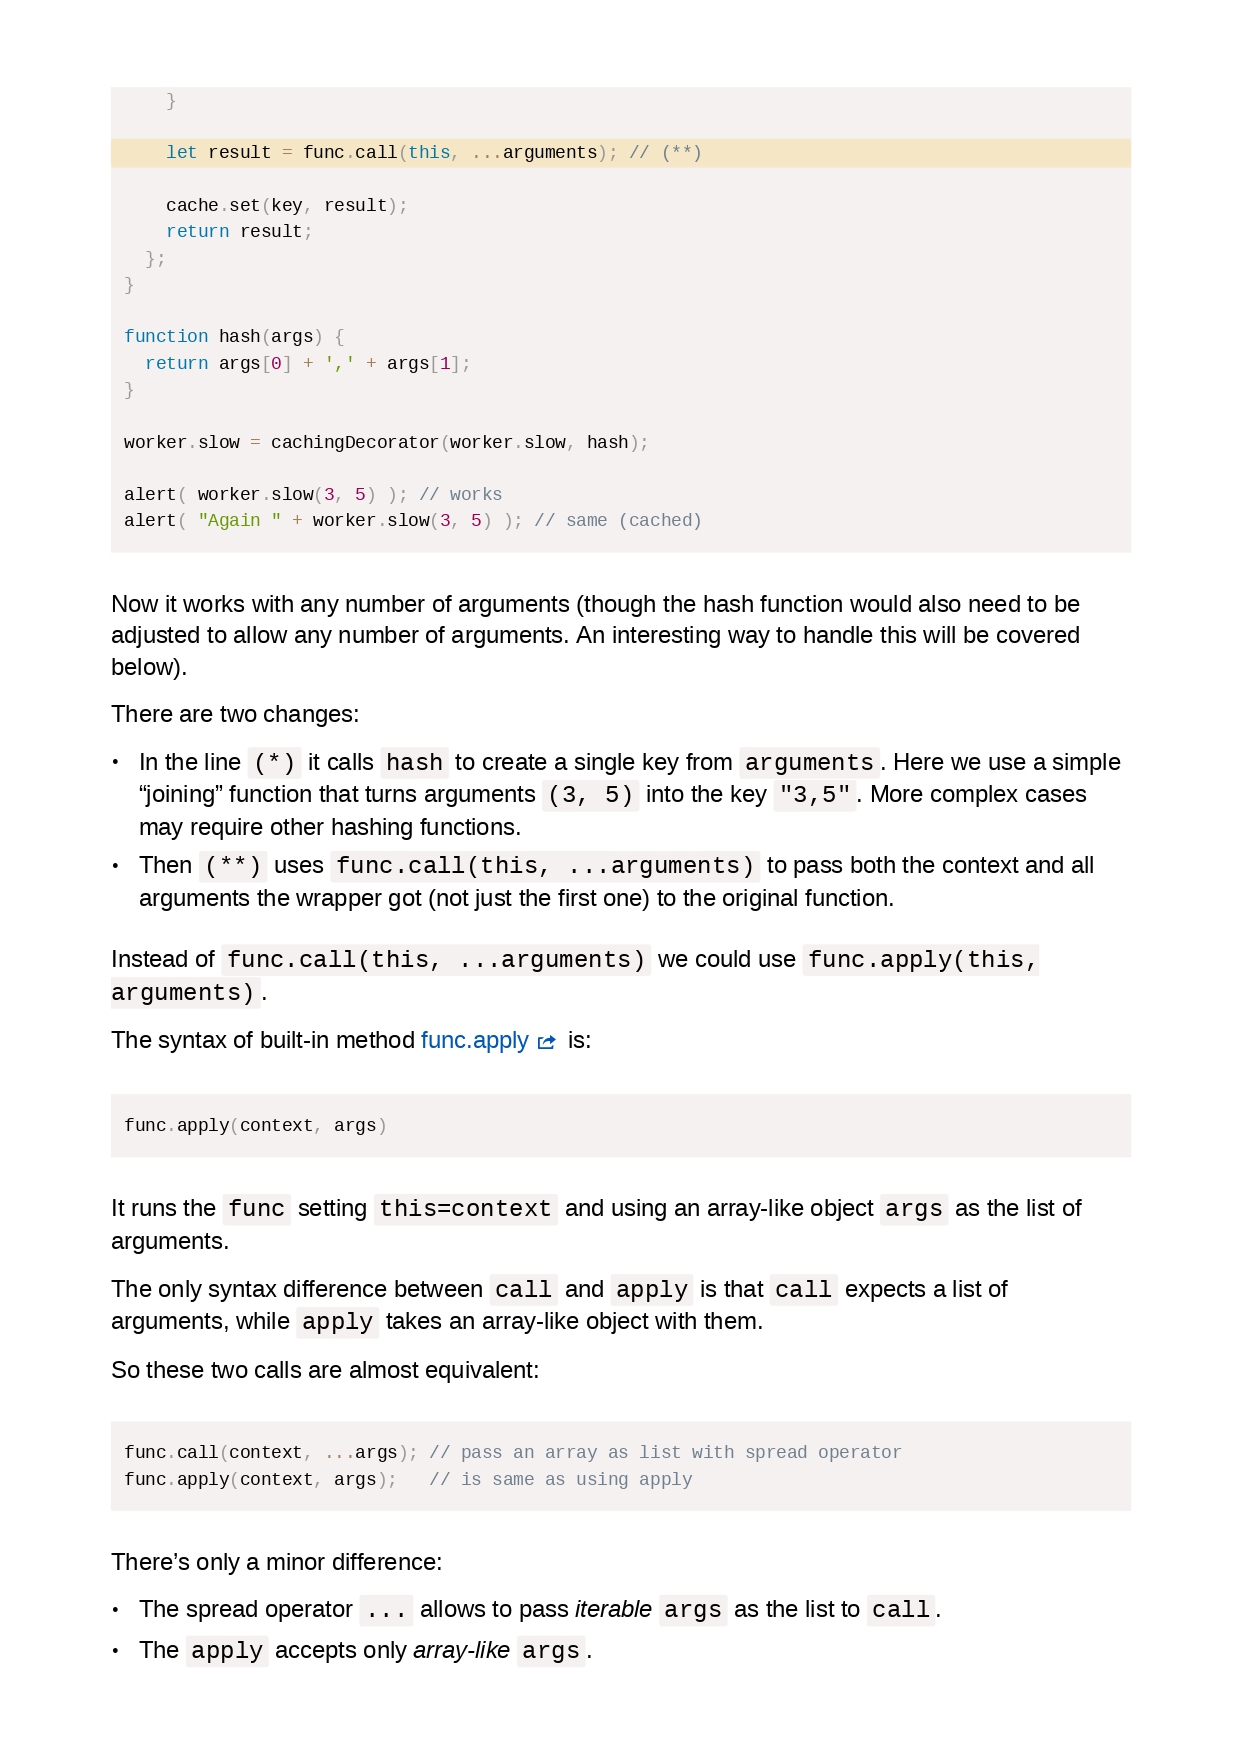 }

    let result = func.call(this, ...arguments); // (**)

    cache.set(key, result);
    return result;
  };
}

function hash(args) {
  return args[0] + ',' + args[1];
}

worker.slow = cachingDecorator(worker.slow, hash);

alert( worker.slow(3, 5) ); // works
alert( "Again " + worker.slow(3, 5) ); // same (cached)

Now it works with any number of arguments (though the hash function would also need to be
adjusted to allow any number of arguments. An interesting way to handle this will be covered
below).
There are two changes:
• In the line (*) it calls hash to create a single key from arguments. Here we use a simple
“joining” function that turns arguments (3, 5) into the key "3,5". More complex cases
may require other hashing functions.
• Then (**) uses func.call(this, ...arguments) to pass both the context and all
arguments the wrapper got (not just the first one) to the original function.
Instead of func.call(this, ...arguments) we could use func.apply(this,
arguments).
The syntax of built-in method func.apply is:

func.apply(context, args)

It runs the func setting this=context and using an array-like object args as the list of
arguments.
The only syntax difference between call and apply is that call expects a list of
arguments, while apply takes an array-like object with them.
So these two calls are almost equivalent:

func.call(context, ...args); // pass an array as list with spread operator
func.apply(context, args);   // is same as using apply

There’s only a minor difference:
• The spread operator ... allows to pass iterable args as the list to call.
• The apply accepts only array-like args.